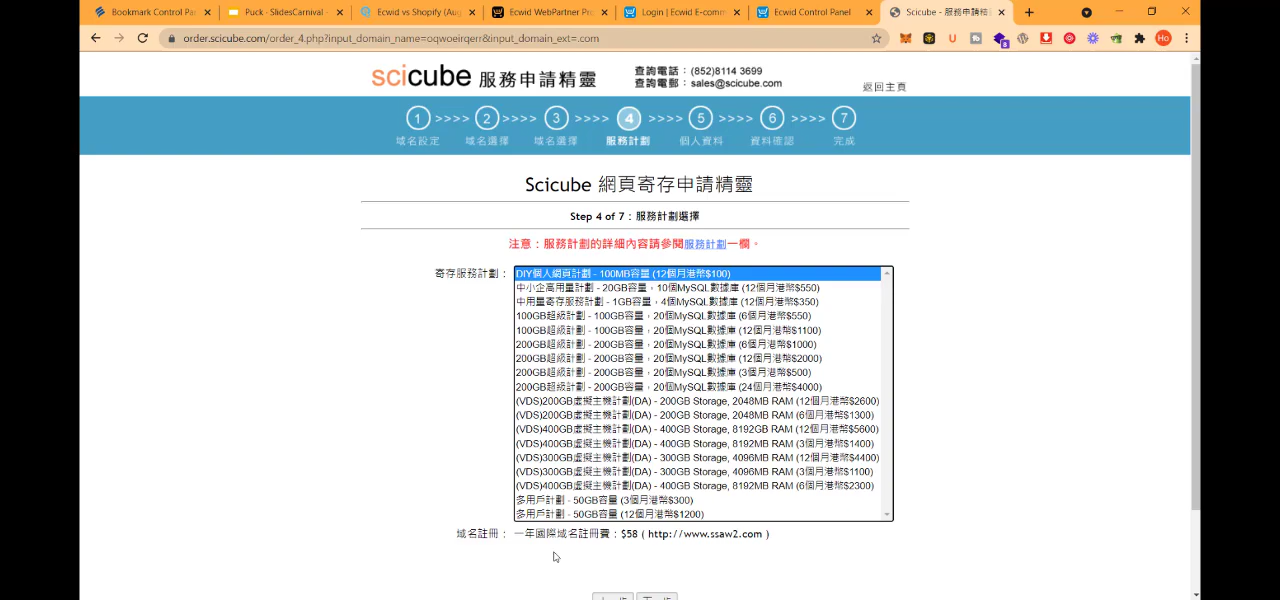 Bookmark Control Pa
Puck - SlidesCarnival -
Ecwid vs Shopify (Aug
Ecwid WebPartner Pro
Login | Ecwid E-comm
Ecwid Control Panel
Scicube - 服務申請精
order.scicube.com/order_4.php?input_domain_name=oqwoeirqerr&input_domain_ext=.com
scicube 服務申請精靈
查詢電話：(852)8114 3699
查詢電郵：sales@scicube.com
返回主頁
1 >>>> 2 >>>> 3 >>>> 4 >>>> 5 >>>> 6 >>>> 7
域名設定 域名選擇 域名選擇 服務計劃 個人資料 資料確認 完成
Scicube 網頁寄存申請精靈
Step 4 of 7：服務計劃選擇
注意：服務計劃的詳細內容請參閱服務計劃一欄。
寄存服務計劃：
DIY個人網頁計劃 - 100MB容量 (12個月港幣$100)
中小企高用量計劃 - 20GB容量，10個MySQL數據庫 (12個月港幣$550)
中用量寄存服務計劃 - 1GB容量，4個MySQL數據庫 (12個月港幣$350)
100GB超級計劃 - 100GB容量，20個MySQL數據庫 (6個月港幣$550)
100GB超級計劃 - 100GB容量，20個MySQL數據庫 (12個月港幣$1100)
200GB超級計劃 - 200GB容量，20個MySQL數據庫 (6個月港幣$1000)
200GB超級計劃 - 200GB容量，20個MySQL數據庫 (12個月港幣$2000)
200GB超級計劃 - 200GB容量，20個MySQL數據庫 (3個月港幣$500)
200GB超級計劃 - 200GB容量，20個MySQL數據庫 (24個月港幣$4000)
(VDS)200GB虛擬主機計劃(DA) - 200GB Storage, 2048MB RAM (12個月港幣$2600)
(VDS)200GB虛擬主機計劃(DA) - 200GB Storage, 2048MB RAM (6個月港幣$1300)
(VDS)400GB虛擬主機計劃(DA) - 400GB Storage, 8192GB RAM (12個月港幣$5600)
(VDS)400GB虛擬主機計劃(DA) - 400GB Storage, 8192MB RAM (3個月港幣$1400)
(VDS)300GB虛擬主機計劃(DA) - 300GB Storage, 4096MB RAM (12個月港幣$4400)
(VDS)300GB虛擬主機計劃(DA) - 300GB Storage, 4096MB RAM (3個月港幣$1100)
(VDS)400GB虛擬主機計劃(DA) - 400GB Storage, 8192MB RAM (6個月港幣$2300)
多用戶計劃 - 50GB容量 (3個月港幣$300)
多用戶計劃 - 50GB容量 (12個月港幣$1200)
域名註冊： 一年國際域名註冊費：$58 ( http://www.ssaw2.com )